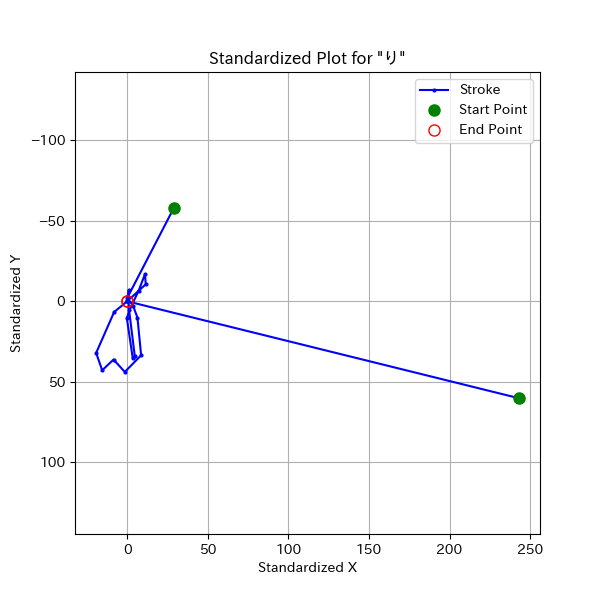 Standardized Plot for "り"
Stroke
Start Point
End Point
−100
−50
0
50
100
Standardized Y
0 50 100 150 200 250
Standardized X